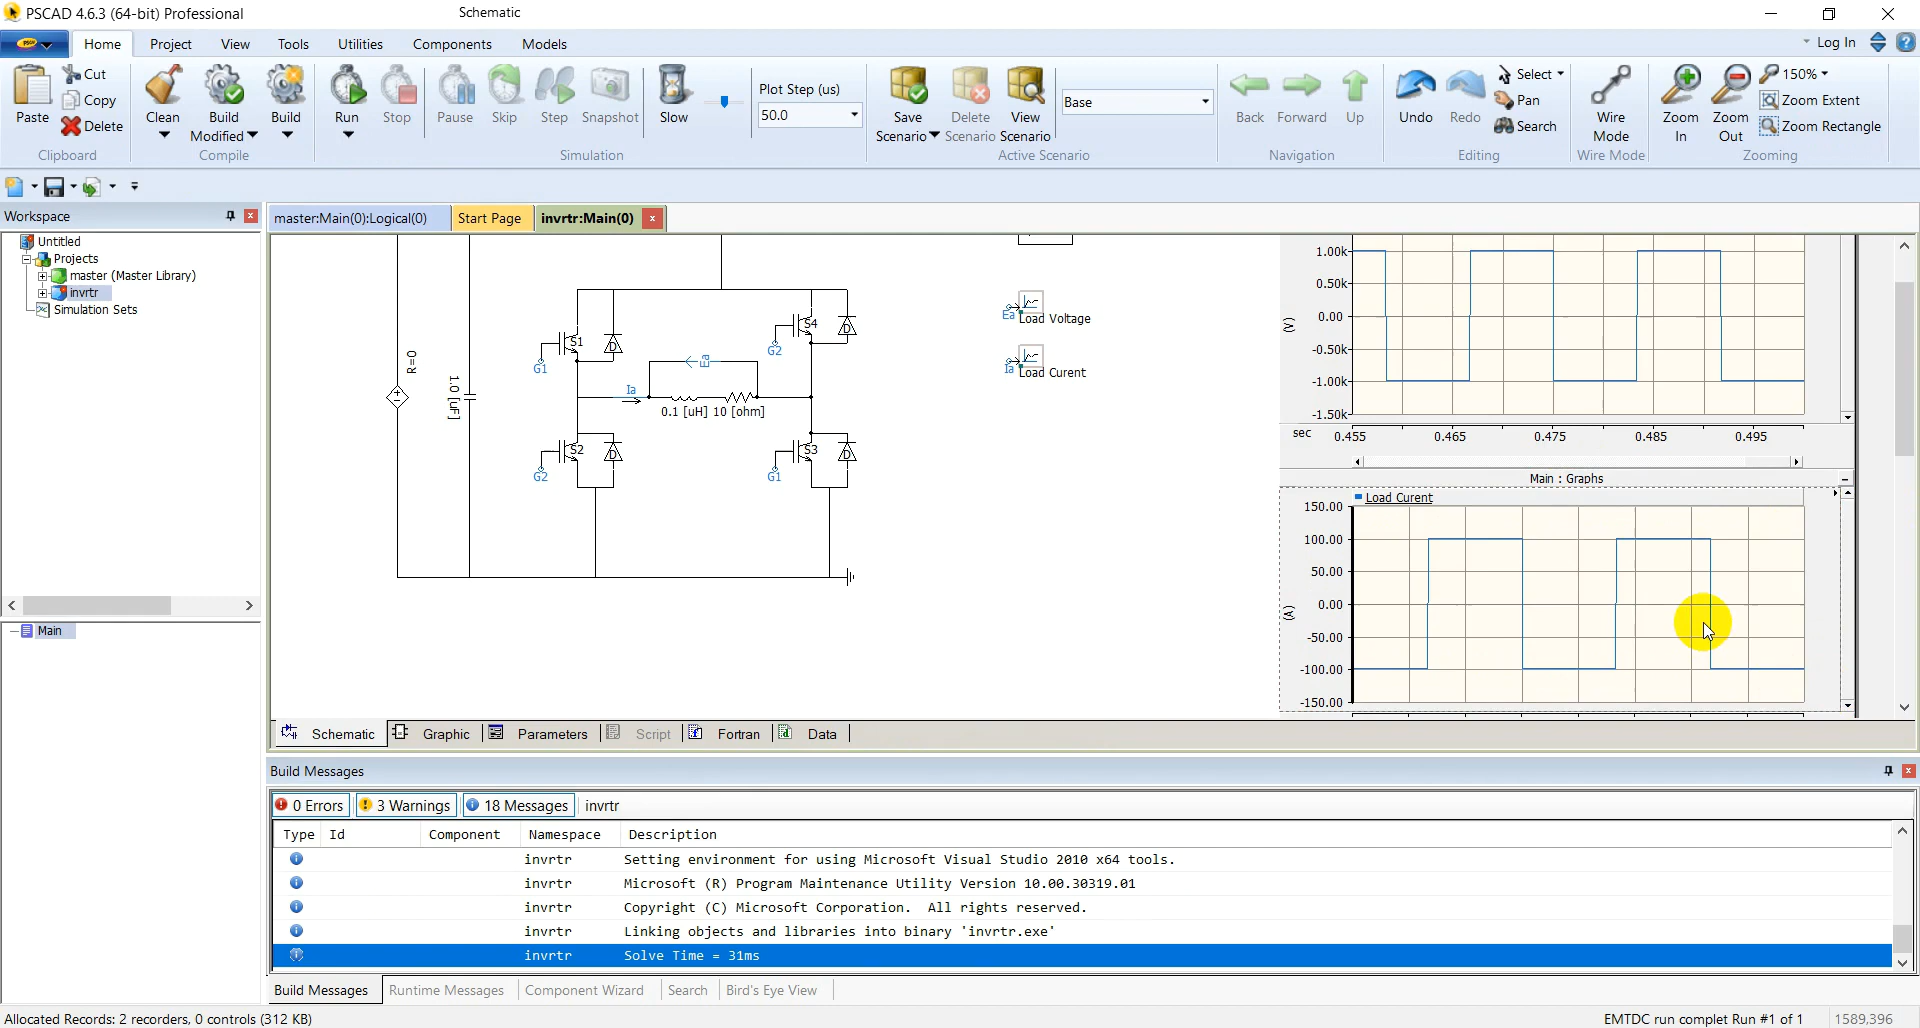 PSCAD 4.6.3 (64-bit) Professional
Schematic
Home Project View Tools Utilities Components Models
Log In
Paste
Cut
Copy
Delete
Clipboard
Clean
Build Modified
Build
Compile
Run
Stop
Pause
Skip
Step
Snapshot
Slow
Plot Step (us)
50.0
Simulation
Save Scenario
Delete Scenario
View Scenario
Base
Active Scenario
Back
Forward
Up
Navigation
Undo
Redo
Select
Pan
Search
Editing
Wire Mode
Wire Mode
Zoom In
Zoom Out
150%
Zoom Extent
Zoom Rectangle
Zooming
Workspace
Untitled
Projects
master (Master Library)
invrtr
Simulation Sets
Main
master:Main(0):Logical(0)
Start Page
invrtr:Main(0)
R=0
1.0 [uF]
S1
D
G1
S4
D
G2
Ea
Ia
0.1 [uH] 10 [ohm]
S2
D
G2
S3
D
G1
Ea
Load Voltage
Ia
Load Curent
1.00k
0.50k
0.00
-0.50k
-1.00k
-1.50k
(V)
sec 0.455 0.465 0.475 0.485 0.495
Main : Graphs
Load Curent
150.00
100.00
50.00
0.00
-50.00
-100.00
-150.00
(A)
Schematic Graphic Parameters Script Fortran Data
Build Messages
0 Errors 3 Warnings 18 Messages invrtr
Type Id Component Namespace Description
invrtr Setting environment for using Microsoft Visual Studio 2010 x64 tools.
invrtr Microsoft (R) Program Maintenance Utility Version 10.00.30319.01
invrtr Copyright (C) Microsoft Corporation. All rights reserved.
invrtr Linking objects and libraries into binary 'invrtr.exe'
invrtr Solve Time = 31ms
Build Messages Runtime Messages Component Wizard Search Bird's Eye View
Allocated Records: 2 recorders, 0 controls (312 KB)
EMTDC run complet Run #1 of 1
1589,396